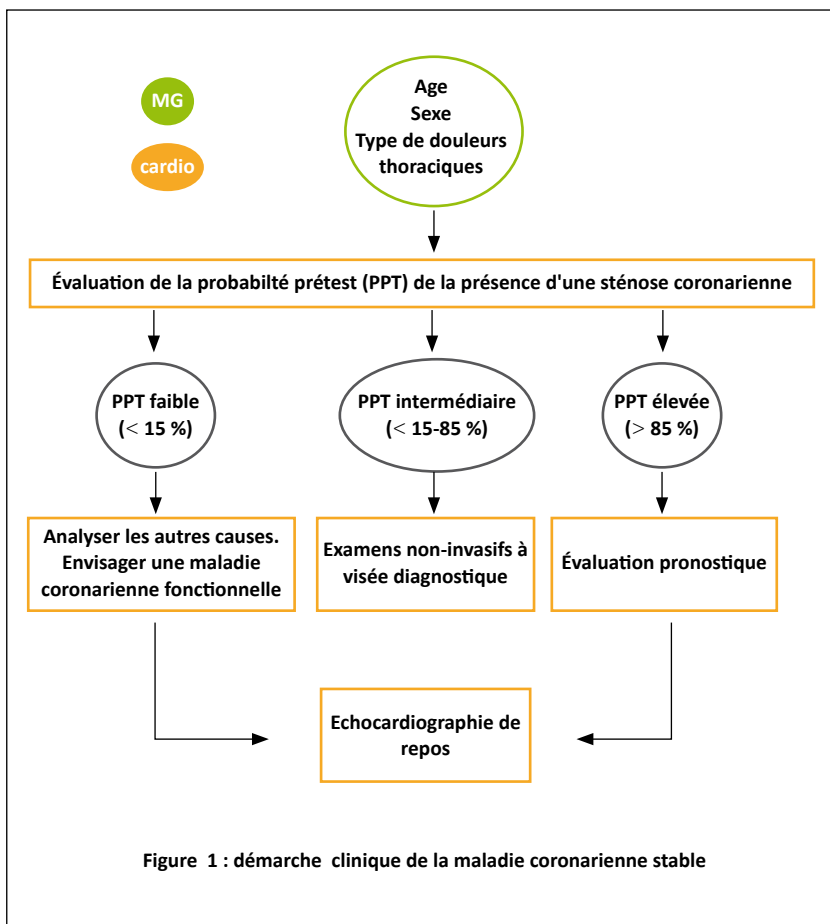 MG
cardio
Age
Sexe
Type de douleurs
thoraciques
Évaluation de la probabilté prétest (PPT) de la présence d'une sténose coronarienne
PPT faible
(< 15 %)
PPT intermédiaire
(< 15-85 %)
PPT élevée
(> 85 %)
Analyser les autres causes.
Envisager une maladie
coronarienne fonctionnelle
Examens non-invasifs à
visée diagnostique
Évaluation pronostique
Echocardiographie de
repos
Figure 1 : démarche clinique de la maladie coronarienne stable